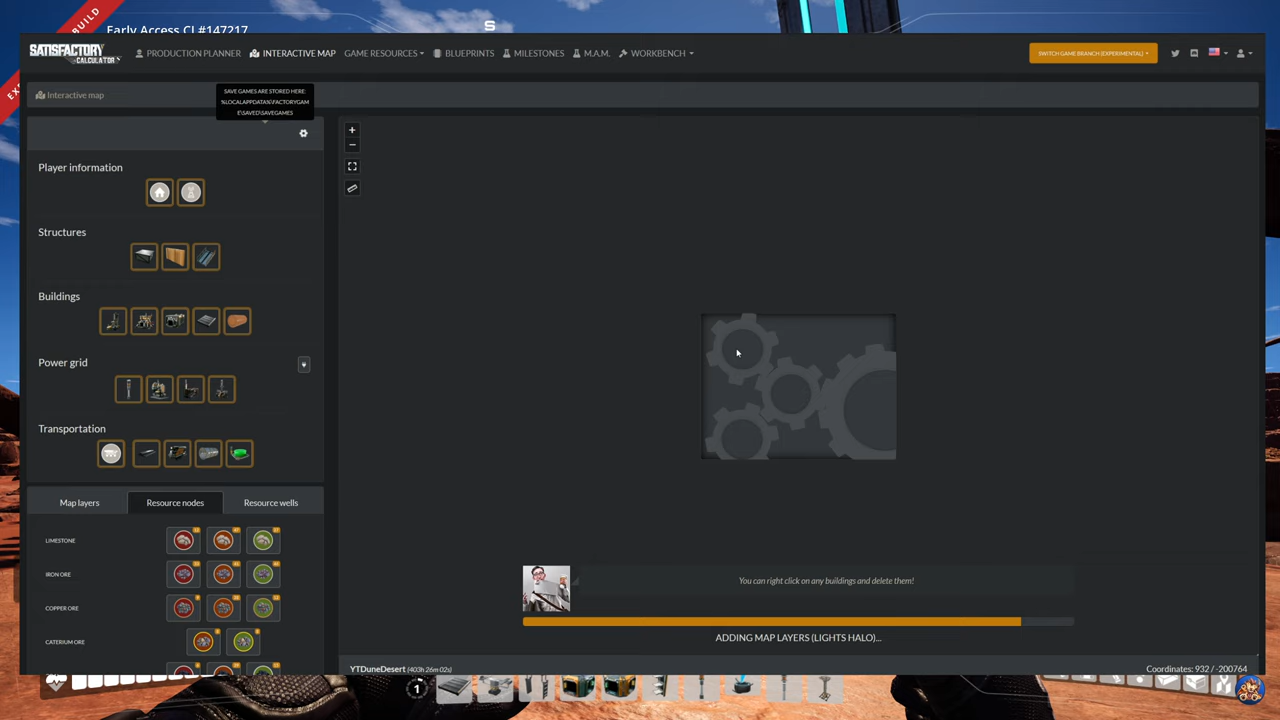 BUILD
Early Access CL#147217
S
EX
SATISFACTORY
CALCULATOR
PRODUCTION PLANNER
INTERACTIVE MAP
GAME RESOURCES
BLUEPRINTS
MILESTONES
M.A.M.
WORKBENCH
SWITCH GAME BRANCH (EXPERIMENTAL)
Interactive map
SAVE GAMES ARE STORED HERE:
%LOCALAPPDATA%\FACTORYGAM
E\SAVED\SAVEGAMES
Player information
Structures
Buildings
Power grid
Transportation
Map layers
Resource nodes
Resource wells
LIMESTONE
IRON ORE
COPPER ORE
CATERIUM ORE
You can right click on any buildings and delete them!
ADDING MAP LAYERS (LIGHTS HALO)...
YTDuneDesert (403h 26m 02s)
Coordinates: 932 / -200764
1